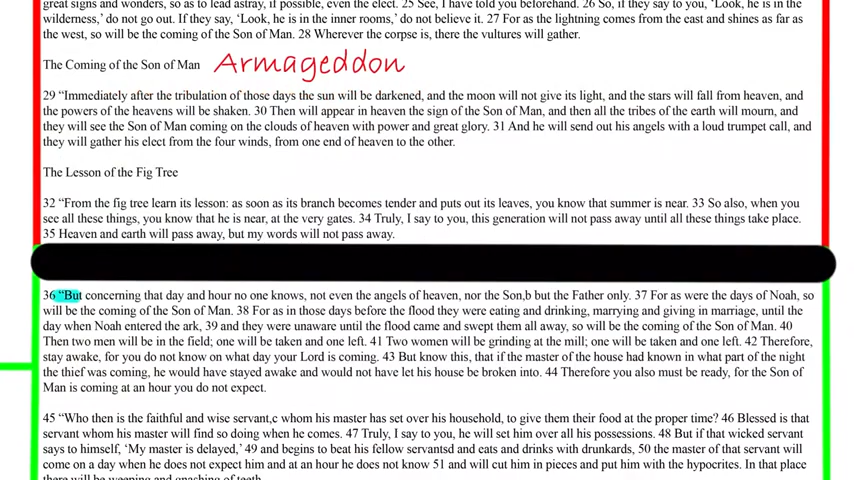 great signs and wonders, so as to lead astray, if possible, even the elect. 25 See, I have told you beforehand. 26 So, if they say to you, ‘Look, he is in the
wilderness,’ do not go out. If they say, ‘Look, he is in the inner rooms,’ do not believe it. 27 For as the lightning comes from the east and shines as far as
the west, so will be the coming of the Son of Man. 28 Wherever the corpse is, there the vultures will gather.
The Coming of the Son of Man Armageddon
29 “Immediately after the tribulation of those days the sun will be darkened, and the moon will not give its light, and the stars will fall from heaven, and
the powers of the heavens will be shaken. 30 Then will appear in heaven the sign of the Son of Man, and then all the tribes of the earth will mourn, and
they will see the Son of Man coming on the clouds of heaven with power and great glory. 31 And he will send out his angels with a loud trumpet call, and
they will gather his elect from the four winds, from one end of heaven to the other.
The Lesson of the Fig Tree
32 “From the fig tree learn its lesson: as soon as its branch becomes tender and puts out its leaves, you know that summer is near. 33 So also, when you
see all these things, you know that he is near, at the very gates. 34 Truly, I say to you, this generation will not pass away until all these things take place.
35 Heaven and earth will pass away, but my words will not pass away.
36 “But concerning that day and hour no one knows, not even the angels of heaven, nor the Son,b but the Father only. 37 For as were the days of Noah, so
will be the coming of the Son of Man. 38 For as in those days before the flood they were eating and drinking, marrying and giving in marriage, until the
day when Noah entered the ark, 39 and they were unaware until the flood came and swept them all away, so will be the coming of the Son of Man. 40
Then two men will be in the field; one will be taken and one left. 41 Two women will be grinding at the mill; one will be taken and one left. 42 Therefore,
stay awake, for you do not know on what day your Lord is coming. 43 But know this, that if the master of the house had known in what part of the night
the thief was coming, he would have stayed awake and would not have let his house be broken into. 44 Therefore you also must be ready, for the Son of
Man is coming at an hour you do not expect.
45 “Who then is the faithful and wise servant,c whom his master has set over his household, to give them their food at the proper time? 46 Blessed is that
servant whom his master will find so doing when he comes. 47 Truly, I say to you, he will set him over all his possessions. 48 But if that wicked servant
says to himself, ‘My master is delayed,’ 49 and begins to beat his fellow servantsd and eats and drinks with drunkards, 50 the master of that servant will
come on a day when he does not expect him and at an hour he does not know 51 and will cut him in pieces and put him with the hypocrites. In that place
there will be weeping and gnashing of teeth.